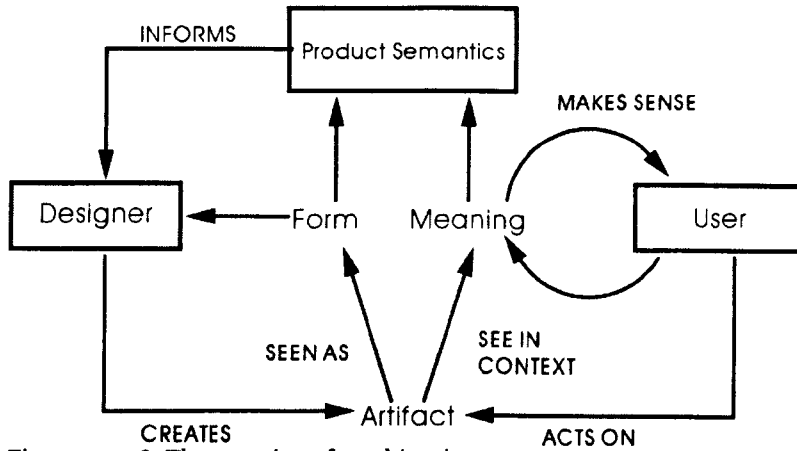 INFORMS
Product Semantics
MAKES SENSE
Designer
Form
Meaning
User
SEEN AS
SEE IN
CONTEXT
Artifact
CREATES
ACTS ON